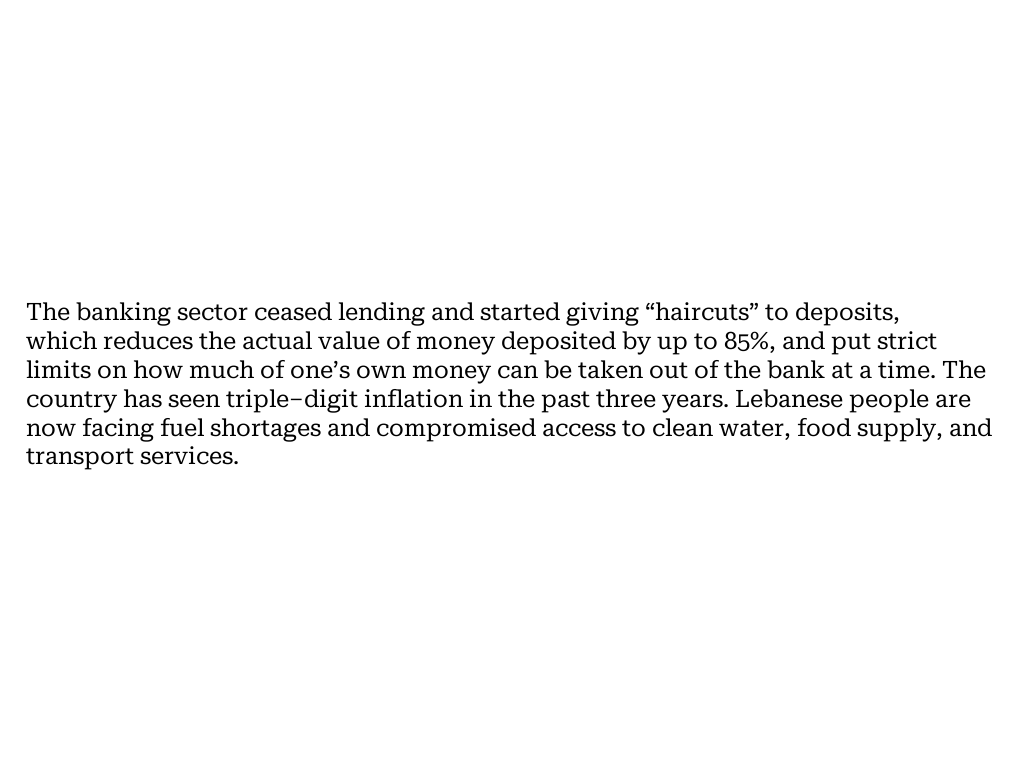 The banking sector ceased lending and started giving “haircuts” to deposits,
which reduces the actual value of money deposited by up to 85%, and put strict
limits on how much of one’s own money can be taken out of the bank at a time. The
country has seen triple–digit inflation in the past three years. Lebanese people are
now facing fuel shortages and compromised access to clean water, food supply, and
transport services.